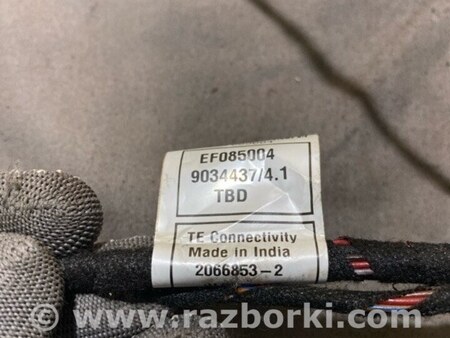 EF085004
9034437/4.1
TBD
TE Connectivity
Made in India
2066853-2
© www.razborki.com